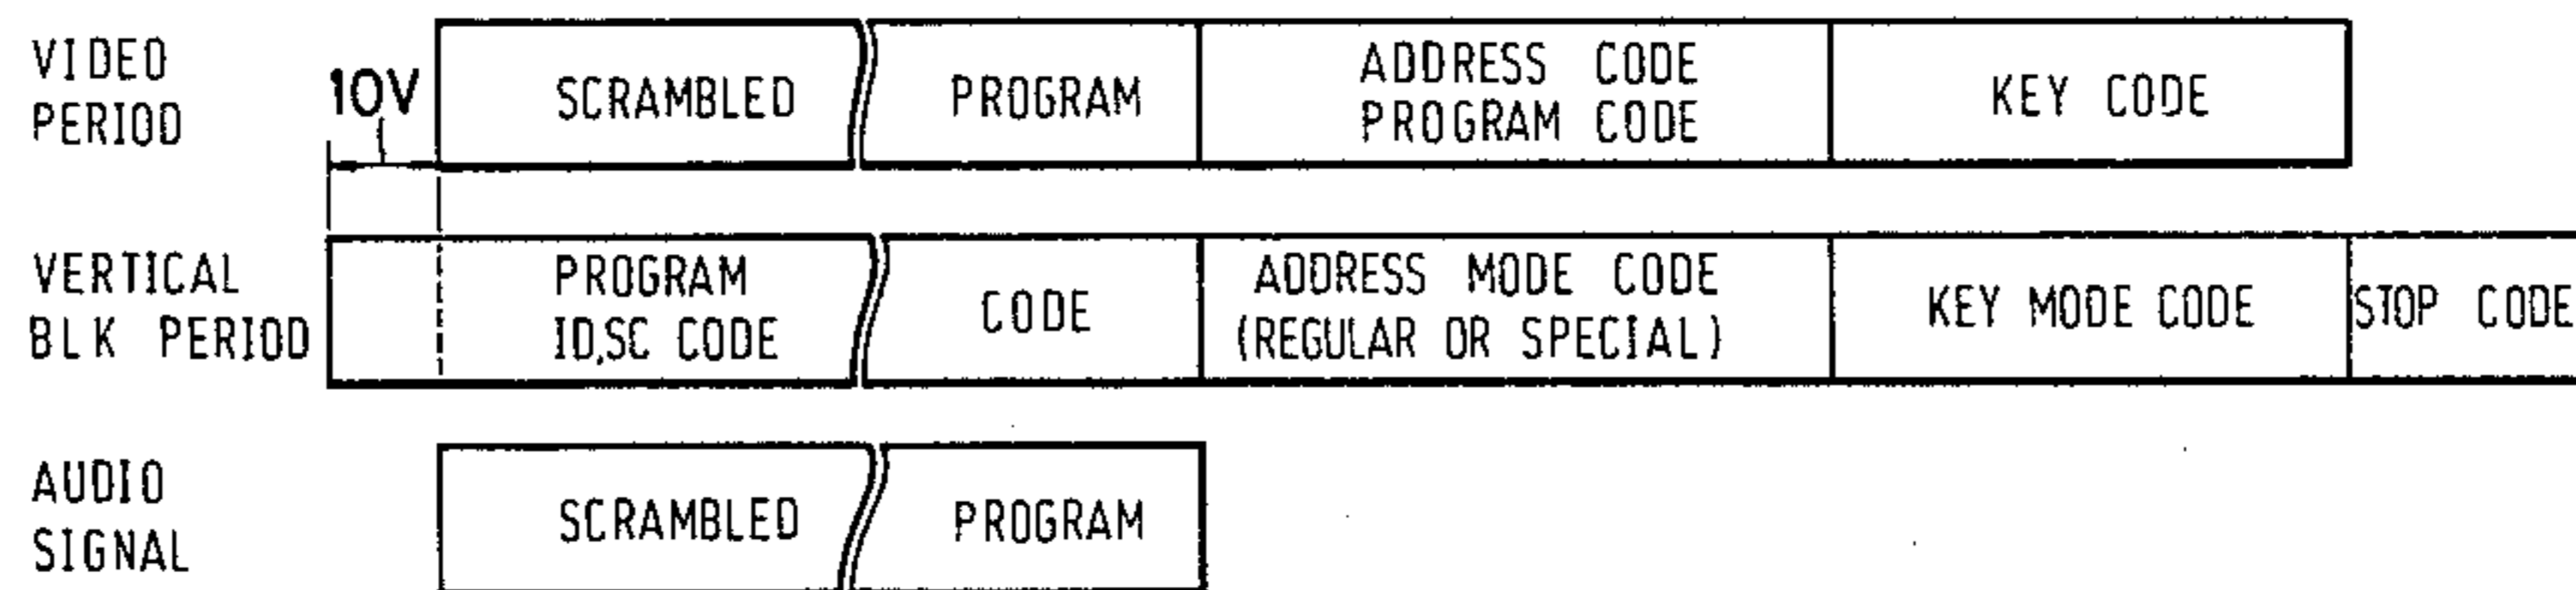 VIDEO
PERIOD
10V
SCRAMBLED
PROGRAM
ADDRESS CODE
PROGRAM CODE
KEY CODE
VERTICAL
BLK PERIOD
PROGRAM
ID,SC CODE
CODE
ADDRESS MODE CODE
(REGULAR OR SPECIAL)
KEY MODE CODE
STOP CODE
AUDIO
SIGNAL
SCRAMBLED
PROGRAM